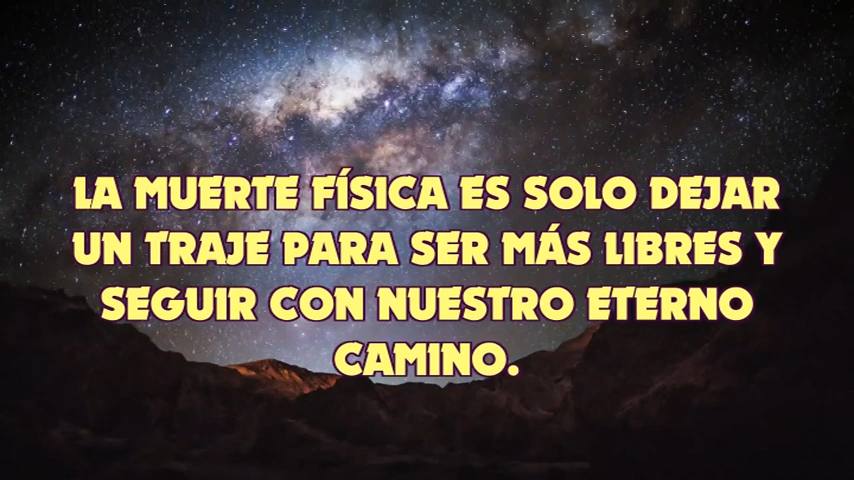 LA MUERTE FÍSICA ES SOLO DEJAR
UN TRAJE PARA SER MÁS LIBRES Y
SEGUIR CON NUESTRO ETERNO
CAMINO.